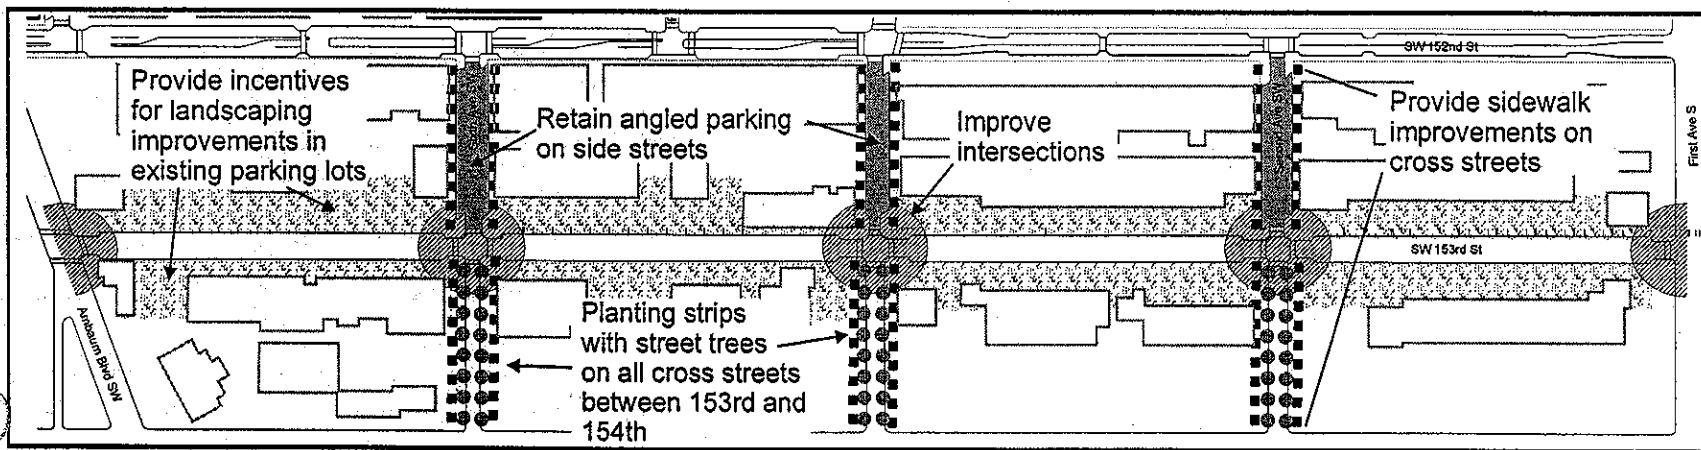 SW 152nd St
Provide incentives
for landscaping
improvements in
existing parking lots
Retain angled parking
on side streets
Improve
intersections
Provide sidewalk
improvements on
cross streets
First Ave S
SW 153rd St
Ambaum Blvd SW
Planting strips
with street trees
on all cross streets
between 153rd and
154th